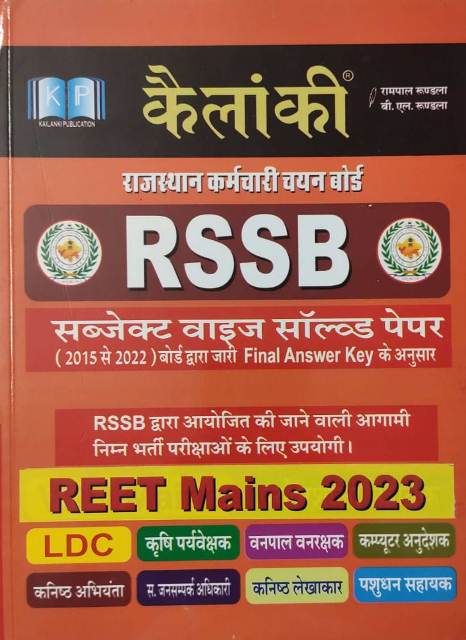 K P
KAILANKI PUBLICATION
कैलांकी®
रामपाल रूण्डला
बी. एल. रूण्डला
राजस्थान कर्मचारी चयन बोर्ड
RSSB
सब्जेक्ट वाइज सॉल्व्ड पेपर
( 2015 से 2022 ) बोर्ड द्वारा जारी Final Answer Key के अनुसार
RSSB द्वारा आयोजित की जाने वाली आगामी
निम्न भर्ती परीक्षाओं के लिए उपयोगी।
REET Mains 2023
LDC कृषि पर्यवेक्षक वनपाल वनरक्षक कम्प्यूटर अनुदेशक
कनिष्ठ अभियंता स. जनसम्पर्क अधिकारी कनिष्ठ लेखाकार पशुधन सहायक